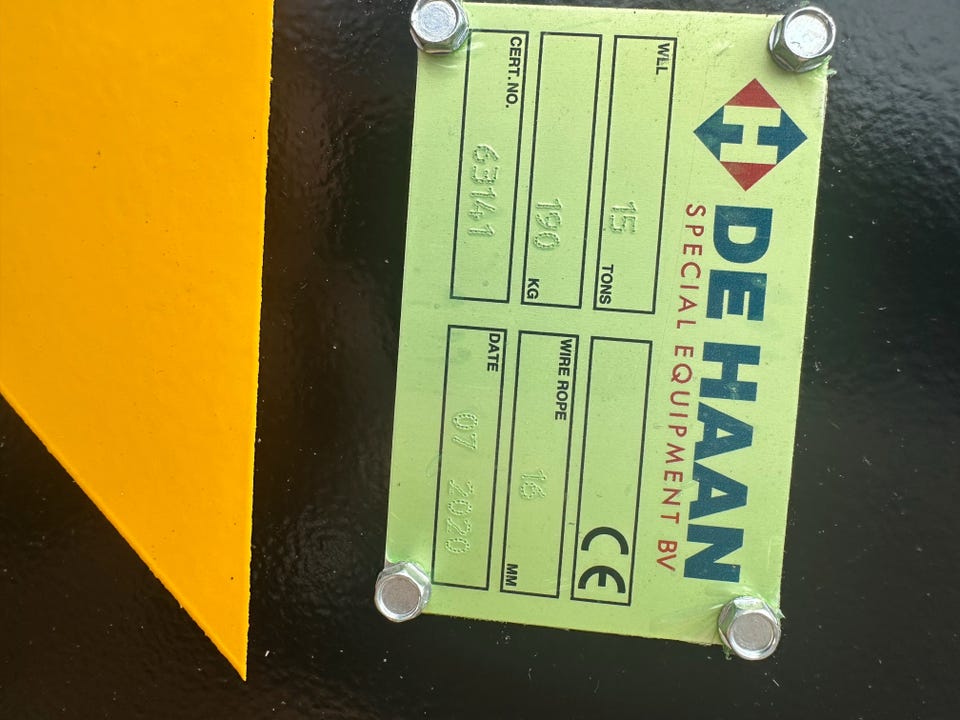 H
DE HAAN
SPECIAL EQUIPMENT BV
WLL 15 TONS
CE
190 KG
WIRE ROPE 16 MM
CERT.NO. 63141
DATE 07 2020